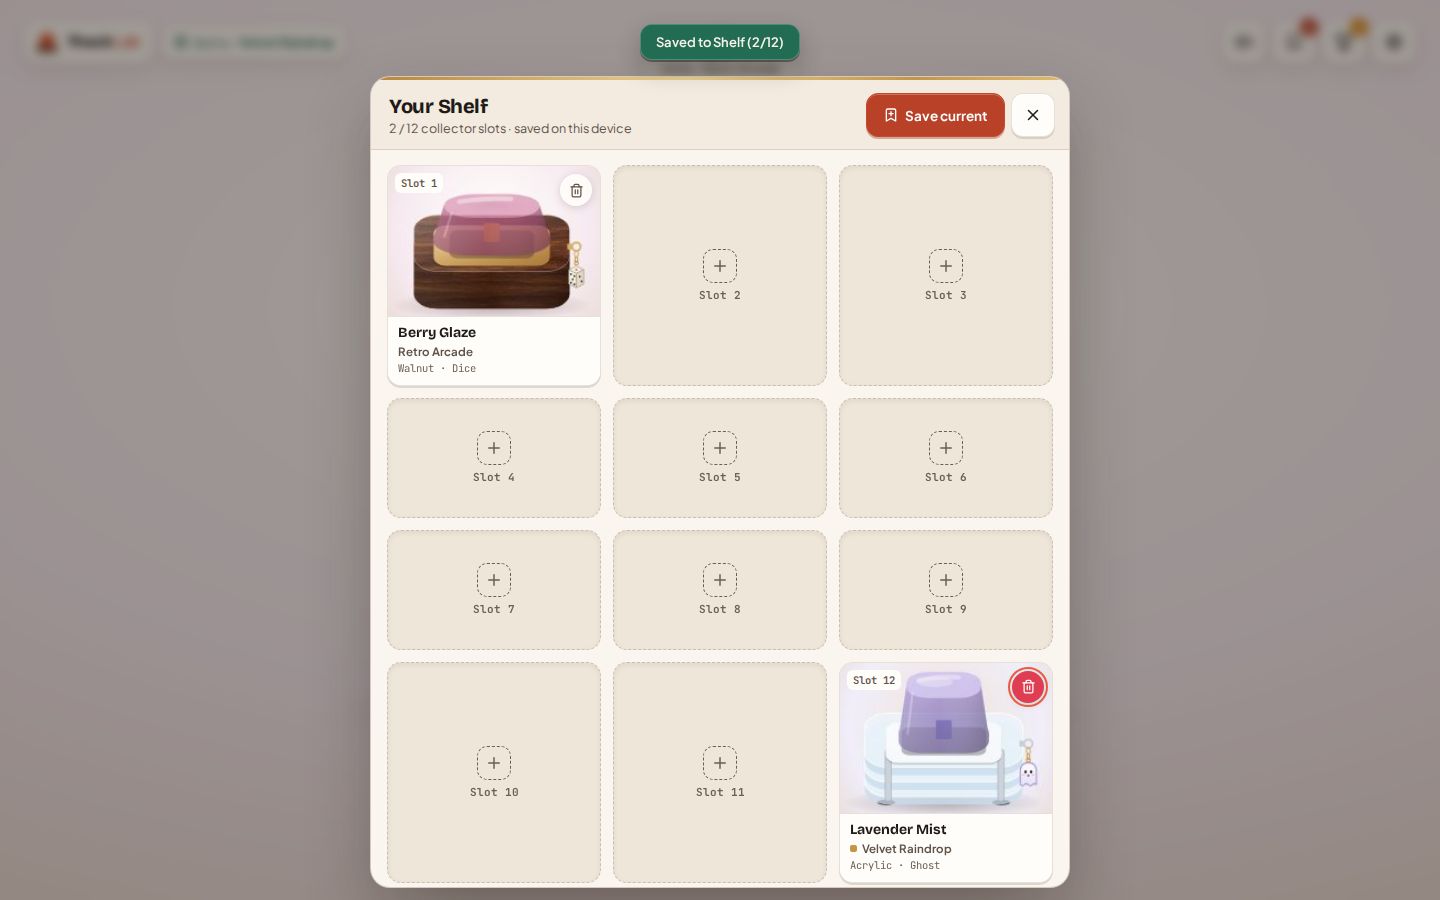 Saved to Shelf (2/12)
Your Shelf
2 / 12 collector slots · saved on this device
Save current
Slot 1
Berry Glaze
Retro Arcade
Walnut · Dice
Slot 2
Slot 3
Slot 4
Slot 5
Slot 6
Slot 7
Slot 8
Slot 9
Slot 10
Slot 11
Slot 12
Lavender Mist
Velvet Raindrop
Acrylic · Ghost